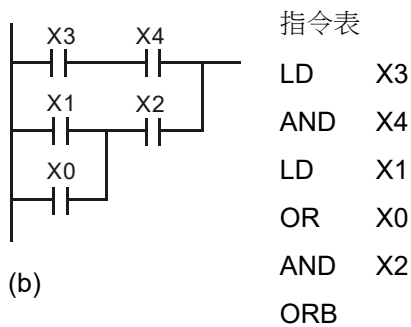 X3 X4
X1 X2
X0
(b)
指令表
LD X3
AND X4
LD X1
OR X0
AND X2
ORB